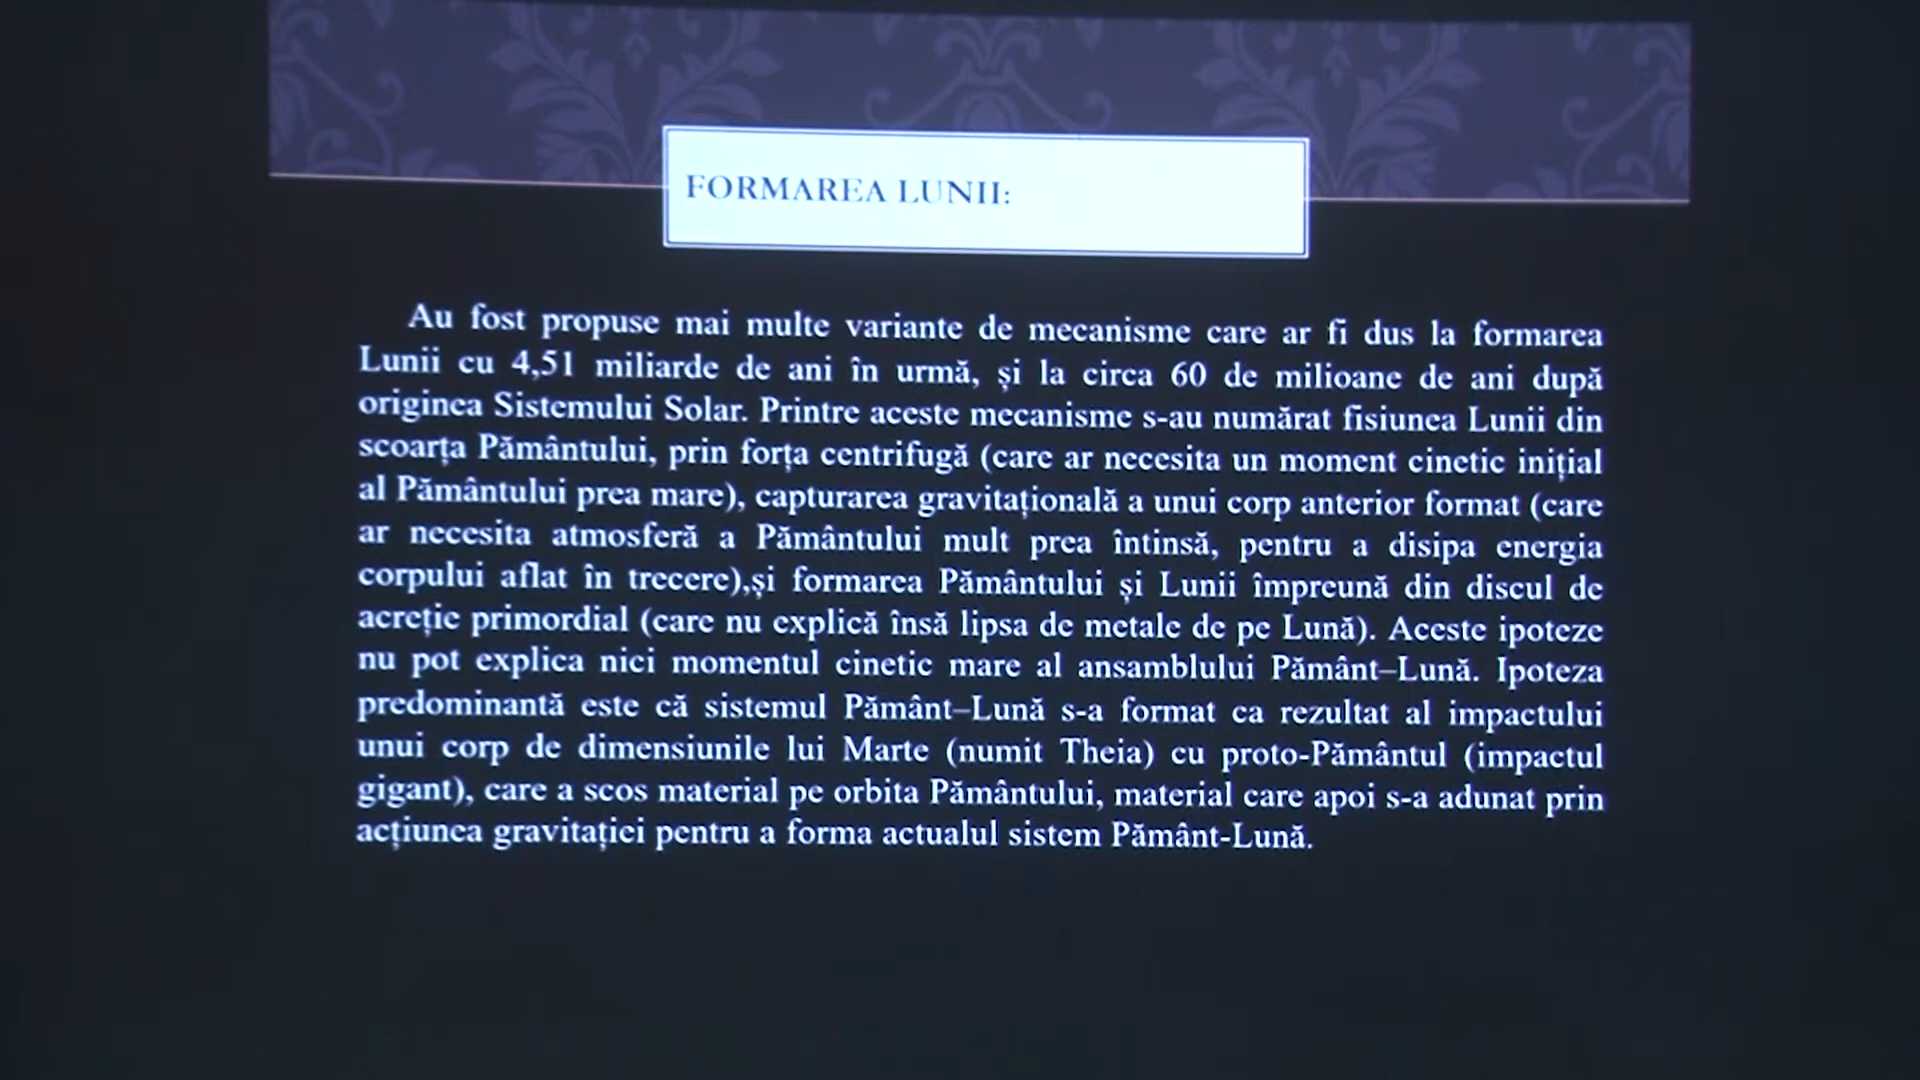 FORMAREA LUNII:
Au fost propuse mai multe variante de mecanisme care ar fi dus la formarea
Lunii cu 4,51 miliarde de ani în urmă, și la circa 60 de milioane de ani după
originea Sistemului Solar. Printre aceste mecanisme s-au numărat fisiunea Lunii din
scoarța Pământului, prin forța centrifugă (care ar necesita un moment cinetic inițial
al Pământului prea mare), capturarea gravitațională a unui corp anterior format (care
ar necesita atmosferă a Pământului mult prea întinsă, pentru a disipa energia
corpului aflat în trecere),și formarea Pământului și Lunii împreună din discul de
acreție primordial (care nu explică însă lipsa de metale de pe Lună). Aceste ipoteze
nu pot explica nici momentul cinetic mare al ansamblului Pământ–Lună. Ipoteza
predominantă este că sistemul Pământ–Lună s-a format ca rezultat al impactului
unui corp de dimensiunile lui Marte (numit Theia) cu proto-Pământul (impactul
gigant), care a scos material pe orbita Pământului, material care apoi s-a adunat prin
acțiunea gravitației pentru a forma actualul sistem Pământ-Lună.